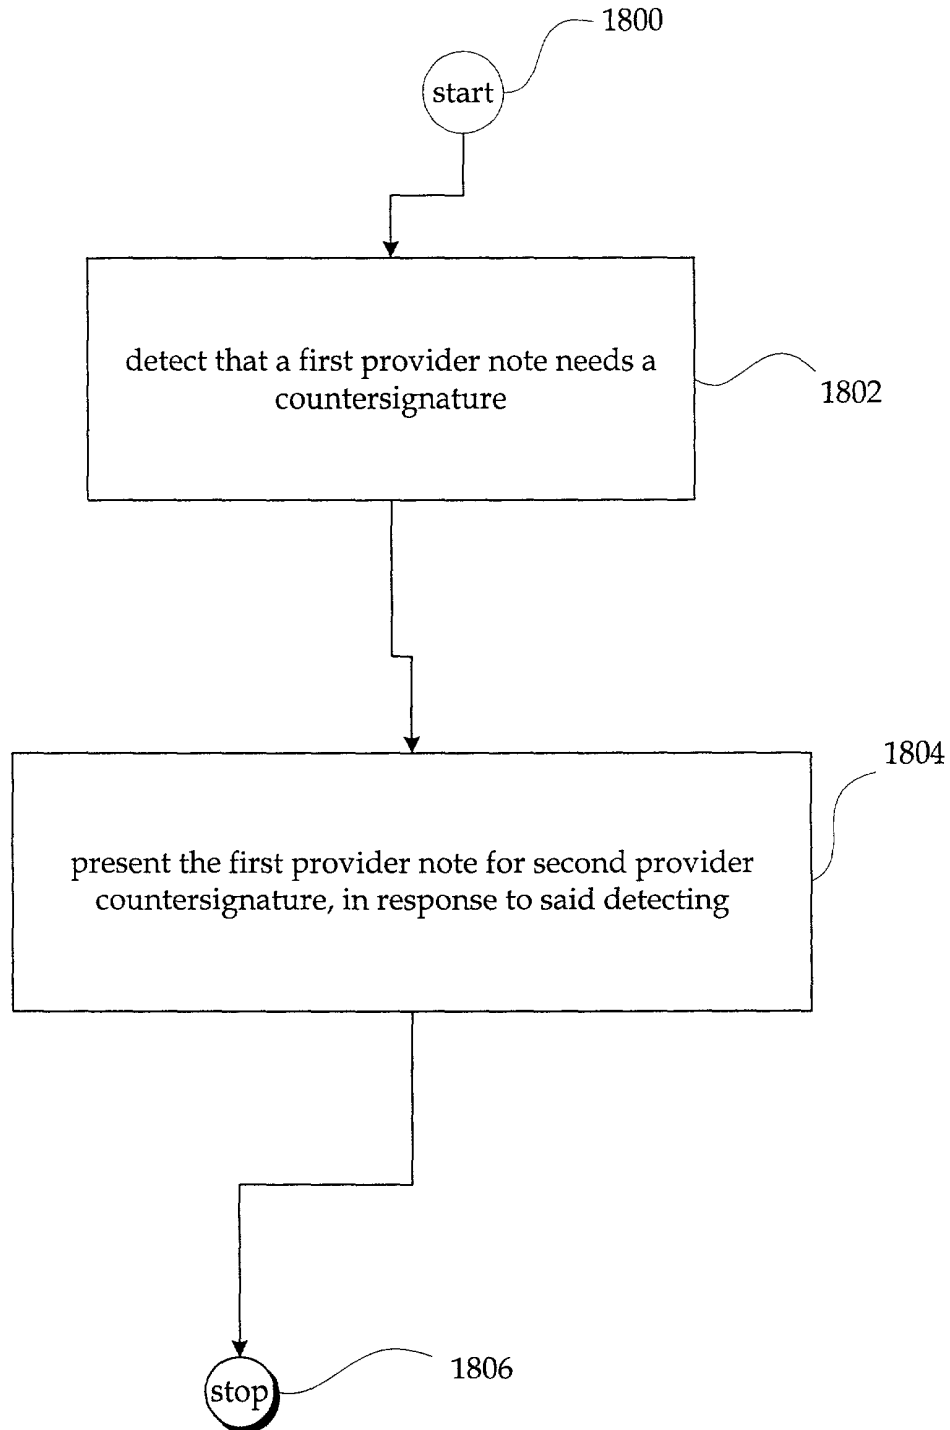 1800
start
detect that a first provider note needs a
countersignature
1802
1804
present the first provider note for second provider
countersignature, in response to said detecting
1806
stop